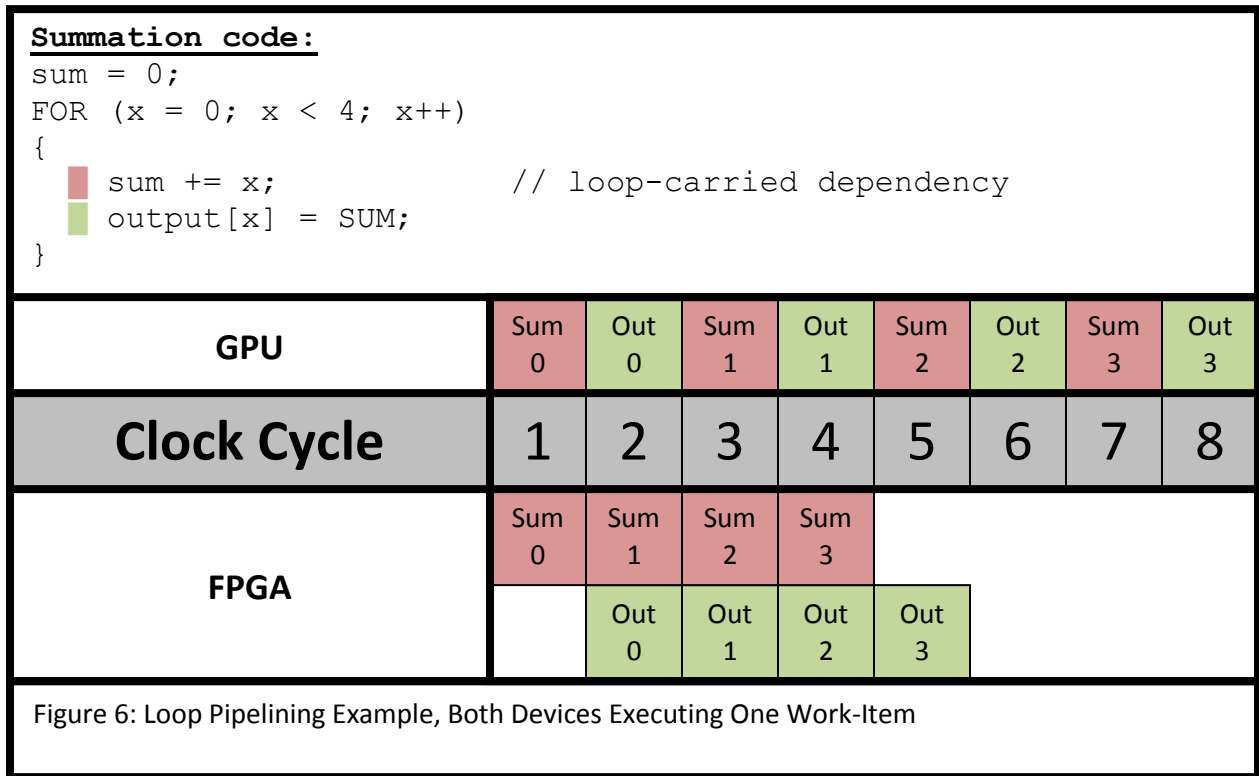 Summation code:
sum = 0;
FOR (x = 0; x < 4; x++)
{
sum += x; // loop-carried dependency
output[x] = SUM;
}
GPU Sum 0 Out 0 Sum 1 Out 1 Sum 2 Out 2 Sum 3 Out 3
Clock Cycle 1 2 3 4 5 6 7 8
FPGA
Sum 0 Sum 1 Sum 2 Sum 3
Out 0 Out 1 Out 2 Out 3
Figure 6: Loop Pipelining Example, Both Devices Executing One Work-Item